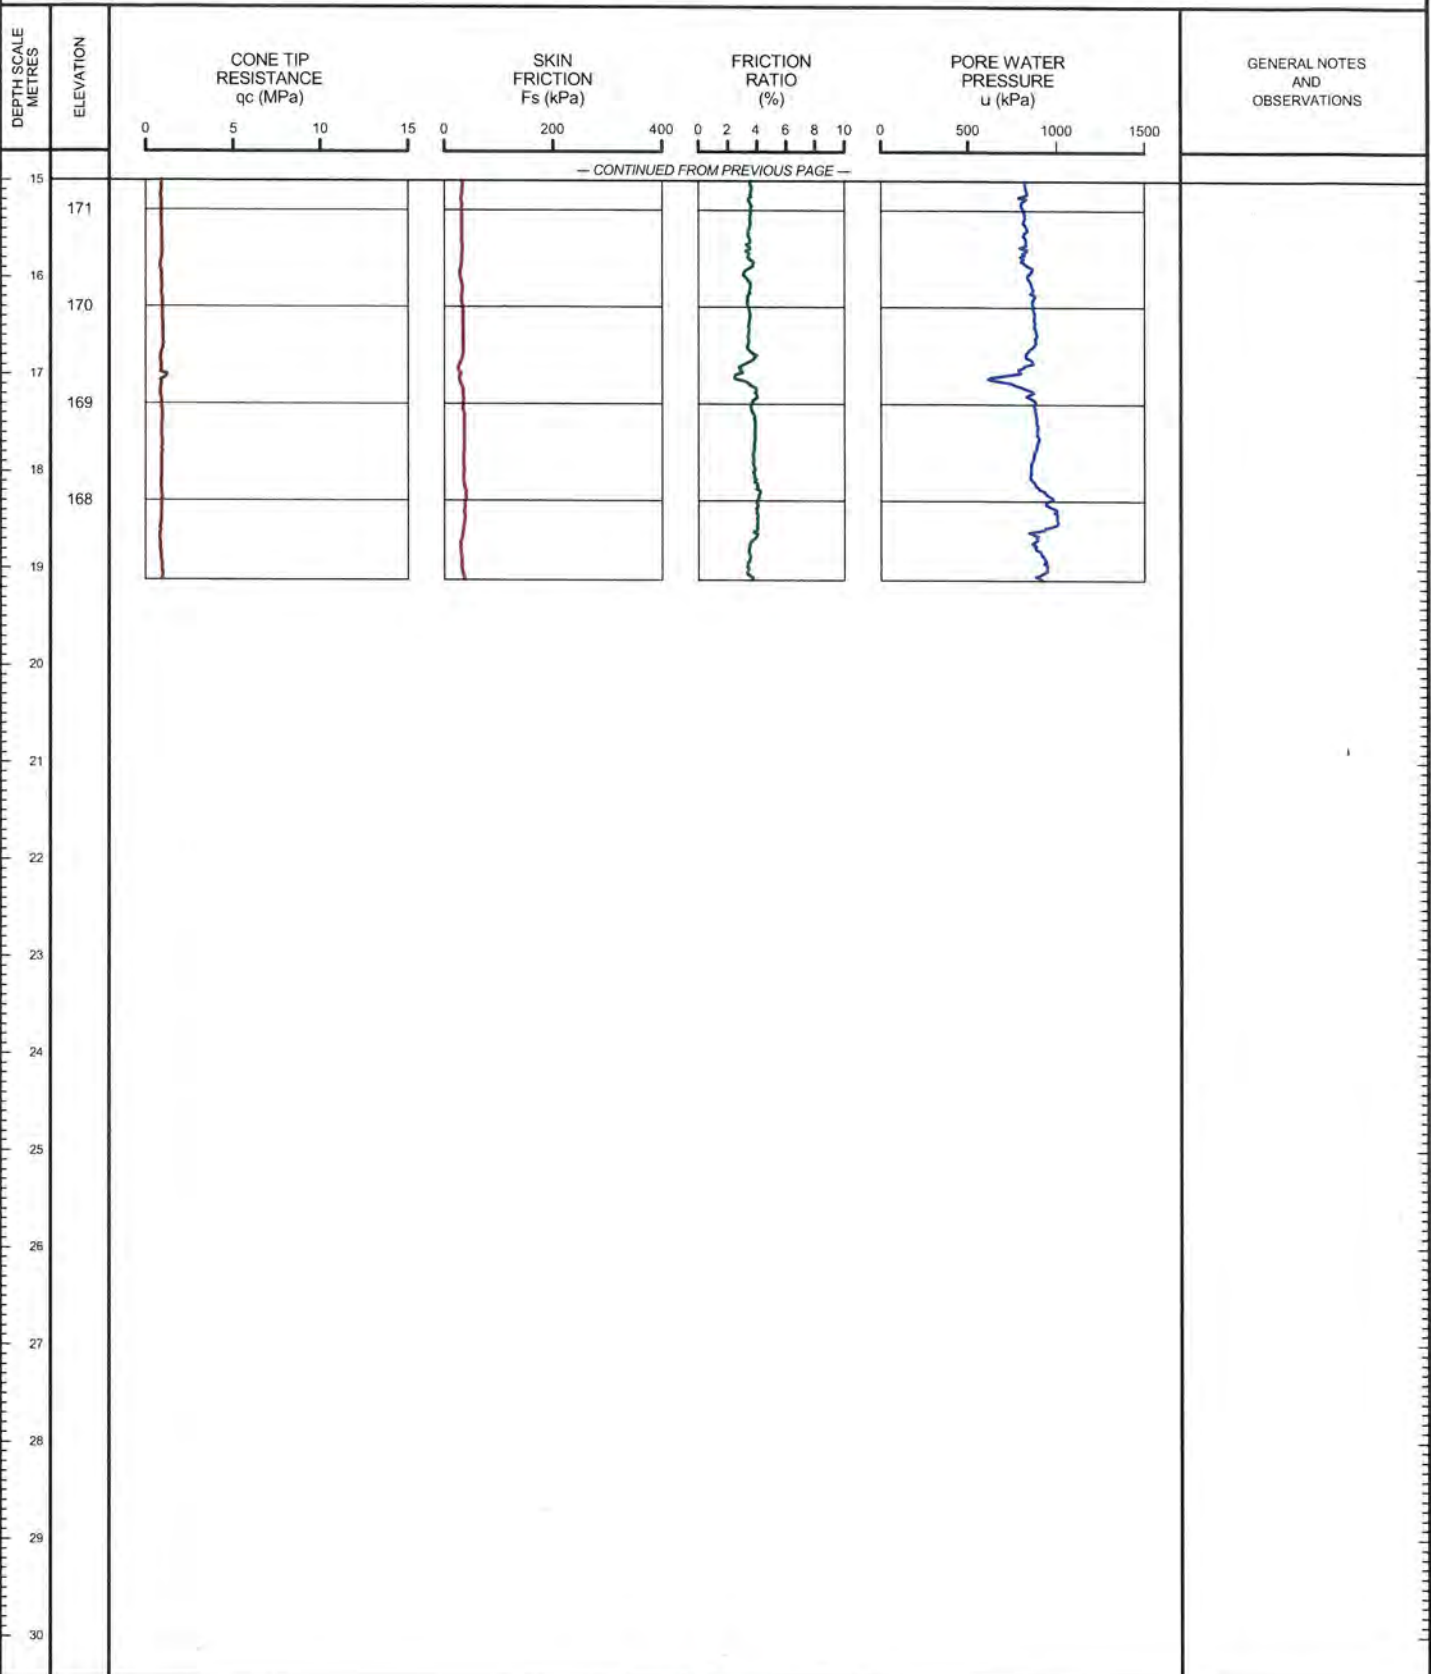 DEPTH SCALE
METRES
ELEVATION
CONE TIP
RESISTANCE
qc (MPa)
SKIN
FRICTION
Fs (kPa)
FRICTION
RATIO
(%)
PORE WATER
PRESSURE
u (kPa)
GENERAL NOTES
AND
OBSERVATIONS
0 5 10 15
0 200 400
0 2 4 6 8 10
0 500 1000 1500
— CONTINUED FROM PREVIOUS PAGE —
15
171
16
170
17
169
18
168
19
20
21
22
23
24
25
26
27
28
29
30